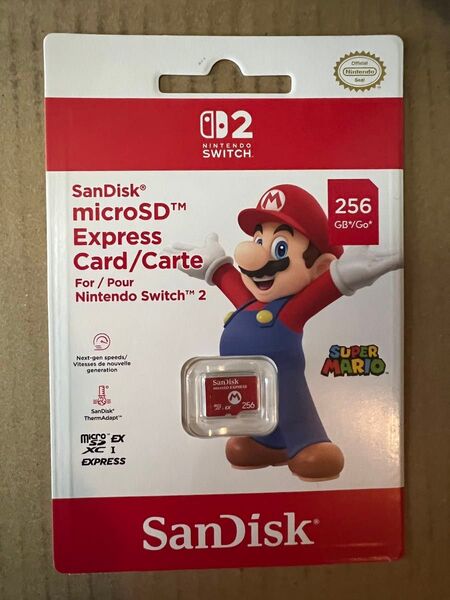 Official
Nintendo
Seal
2
NINTENDO
SWITCH
SanDisk®
microSD™
Express
Card/Carte
For / Pour
Nintendo Switch™ 2
256
GB*/Go*
M
Next-gen speeds/
Vitesses de nouvelle
génération
SanDisk®
ThermAdapt™
SUPER
MARIO
SanDisk
microSD EXPRESS
M
256
micro
SD EX
XC I
EXPRESS
SanDisk®